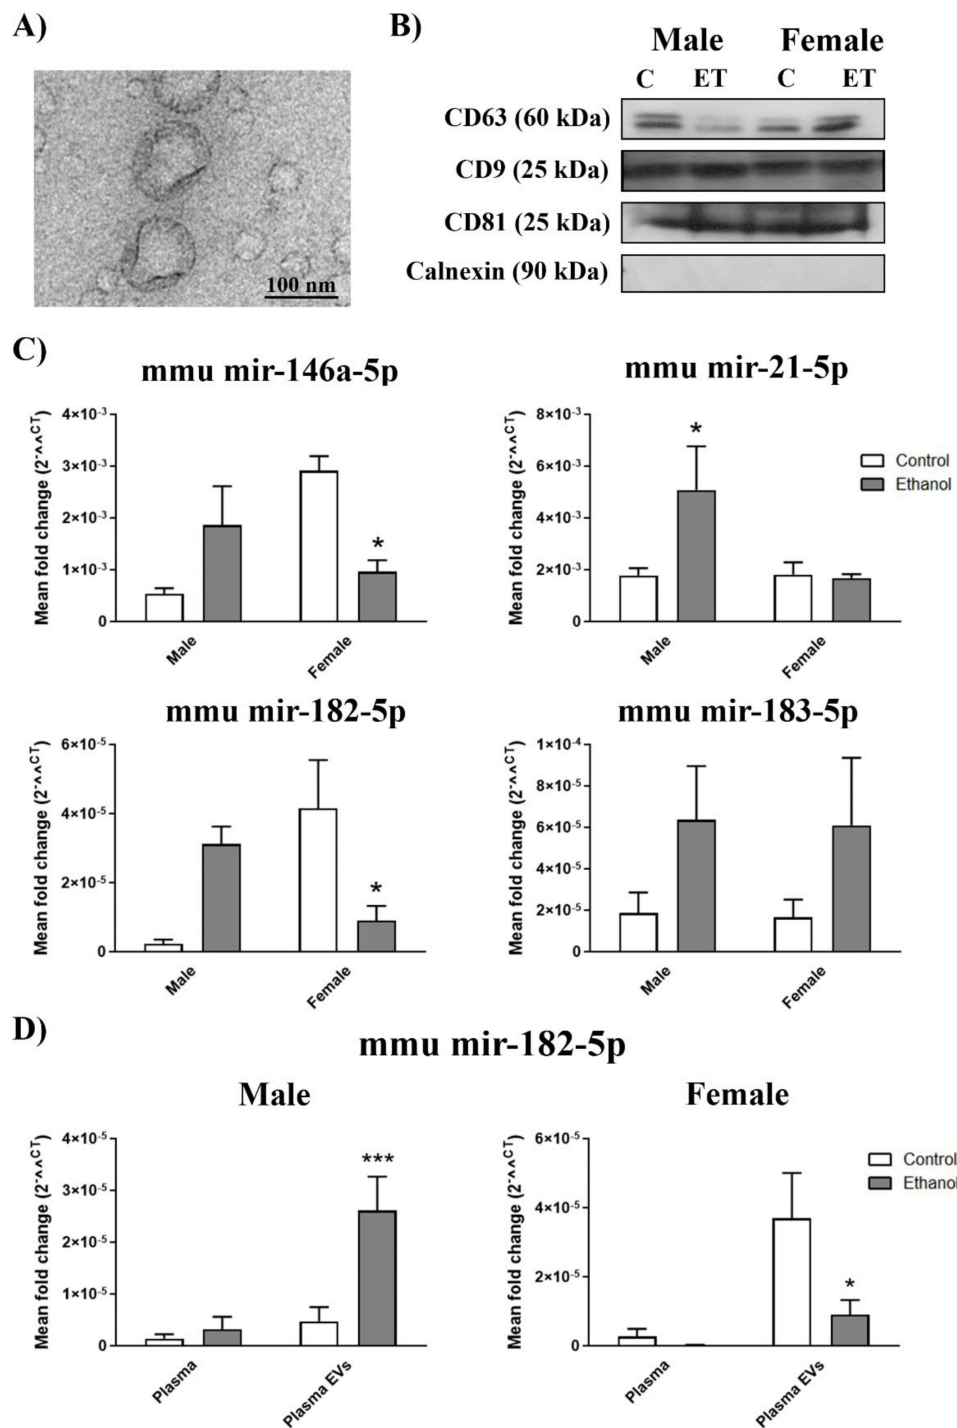 A)
100 nm
B)
Male Female
C ET C ET
CD63 (60 kDa)
CD9 (25 kDa)
CD81 (25 kDa)
Calnexin (90 kDa)
C)
mmu mir-146a-5p
Mean fold change (2^-^^CT)
4×10^-3
3×10^-3
2×10^-3
1×10^-3
0
*
Male
Female
mmu mir-21-5p
Mean fold change (2^-^^CT)
8×10^-3
6×10^-3
4×10^-3
2×10^-3
0
*
Male
Female
Control
Ethanol
mmu mir-182-5p
Mean fold change (2^-^^CT)
6×10^-5
4×10^-5
2×10^-5
0
*
Male
Female
mmu mir-183-5p
Mean fold change (2^-^^CT)
1×10^-4
8×10^-5
6×10^-5
4×10^-5
2×10^-5
0
Male
Female
D)
mmu mir-182-5p
Male
Mean fold change (2^-^^CT)
4×10^-5
3×10^-5
2×10^-5
1×10^-5
0
***
Plasma
Plasma EVs
Female
Mean fold change (2^-^^CT)
6×10^-5
4×10^-5
2×10^-5
0
*
Plasma
Plasma EVs
Control
Ethanol